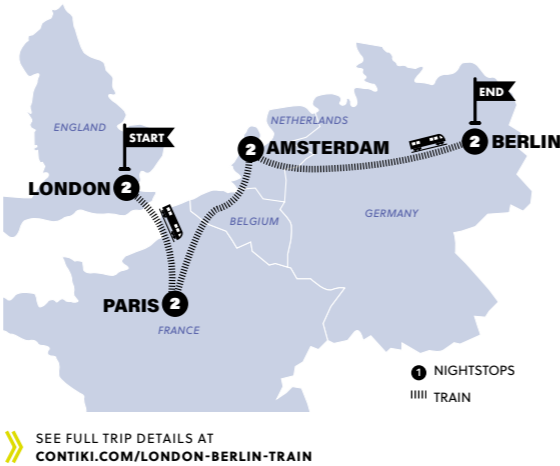 END
NETHERLANDS
ENGLAND
START
2 AMSTERDAM
2 BERLIN
LONDON 2
BELGIUM
GERMANY
PARIS 2
FRANCE
1 NIGHTSTOPS
TRAIN
SEE FULL TRIP DETAILS AT
CONTIKI.COM/LONDON-BERLIN-TRAIN